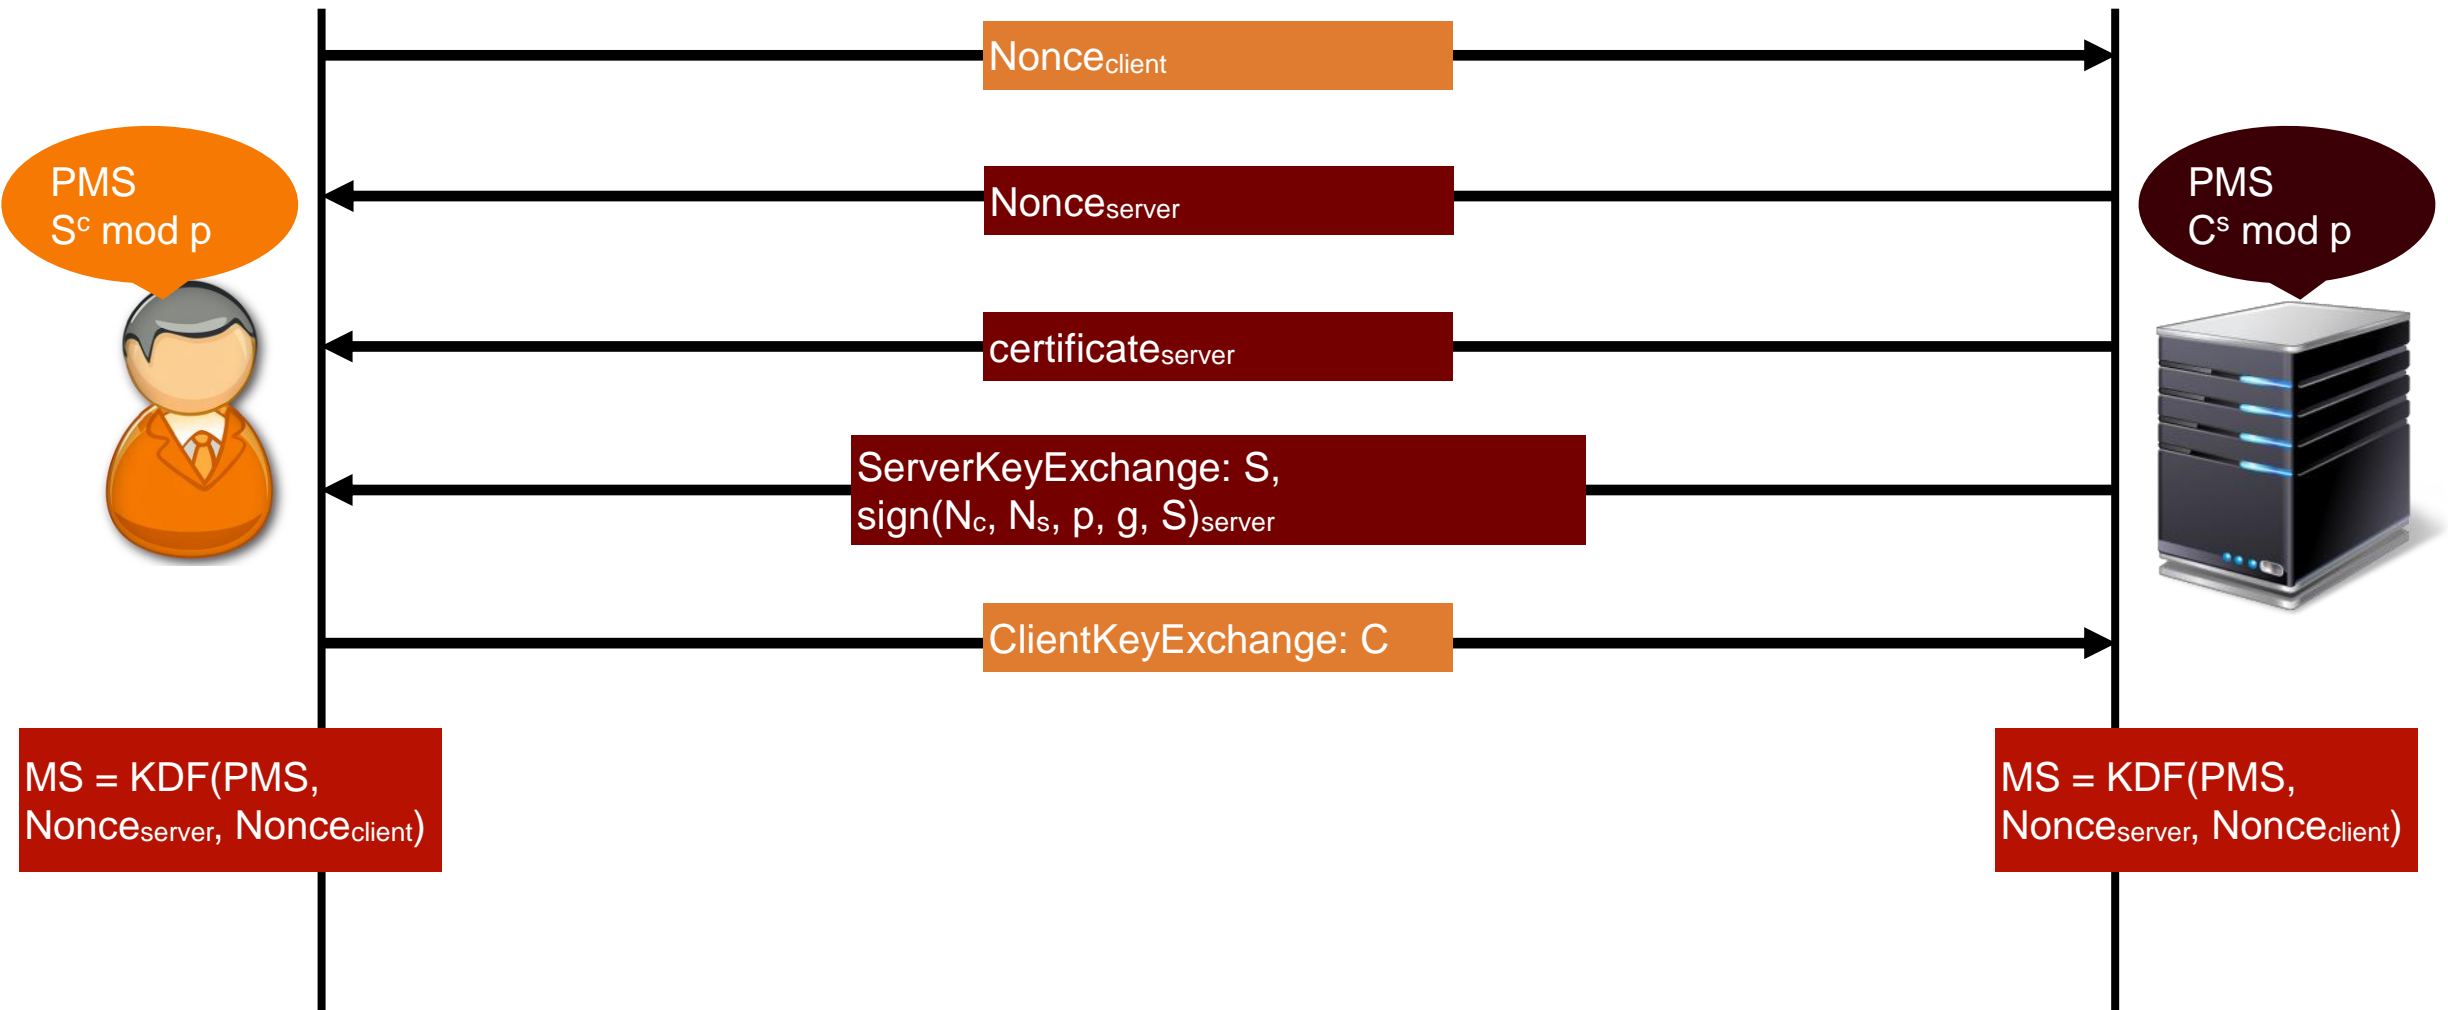 Nonceclient
PMS
Sᶜ mod p
Nonceserver
PMS
Cˢ mod p
certificateserver
ServerKeyExchange: S,
sign(Nc, Ns, p, g, S)server
ClientKeyExchange: C
MS = KDF(PMS,
Nonceserver, Nonceclient)
MS = KDF(PMS,
Nonceserver, Nonceclient)